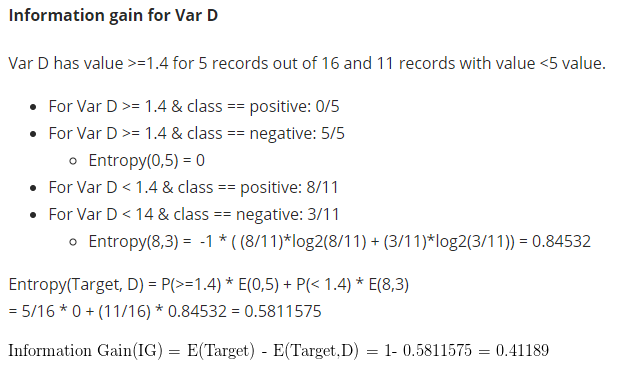 Information gain for Var D
Var D has value >=1.4 for 5 records out of 16 and 11 records with value <5 value.
• For Var D >= 1.4 & class == positive: 0/5
• For Var D >= 1.4 & class == negative: 5/5
○ Entropy(0,5) = 0
• For Var D < 1.4 & class == positive: 8/11
• For Var D < 14 & class == negative: 3/11
○ Entropy(8,3) = -1 * ( (8/11)*log2(8/11) + (3/11)*log2(3/11)) = 0.84532
Entropy(Target, D) = P(>=1.4) * E(0,5) + P(< 1.4) * E(8,3)
= 5/16 * 0 + (11/16) * 0.84532 = 0.5811575
Information Gain(IG) = E(Target) - E(Target,D) = 1- 0.5811575 = 0.41189